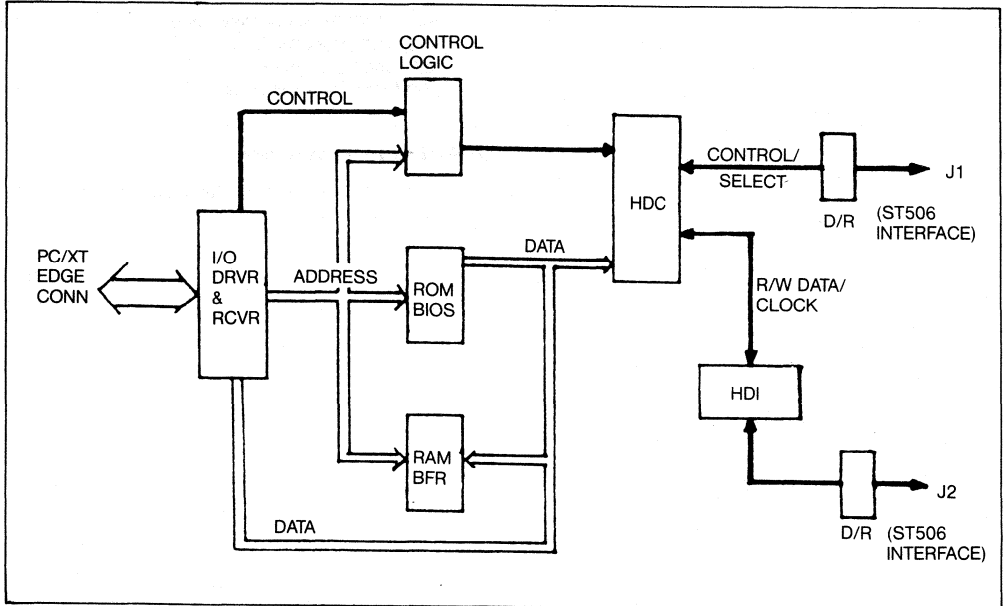 CONTROL
LOGIC
CONTROL
HDC
CONTROL/
SELECT
J1
D/R
(ST506
INTERFACE)
PC/XT
EDGE
CONN
I/O
DRVR
&
RCVR
ADDRESS
ROM
BIOS
DATA
R/W DATA/
CLOCK
HDI
RAM
BFR
DATA
J2
D/R
(ST506
INTERFACE)